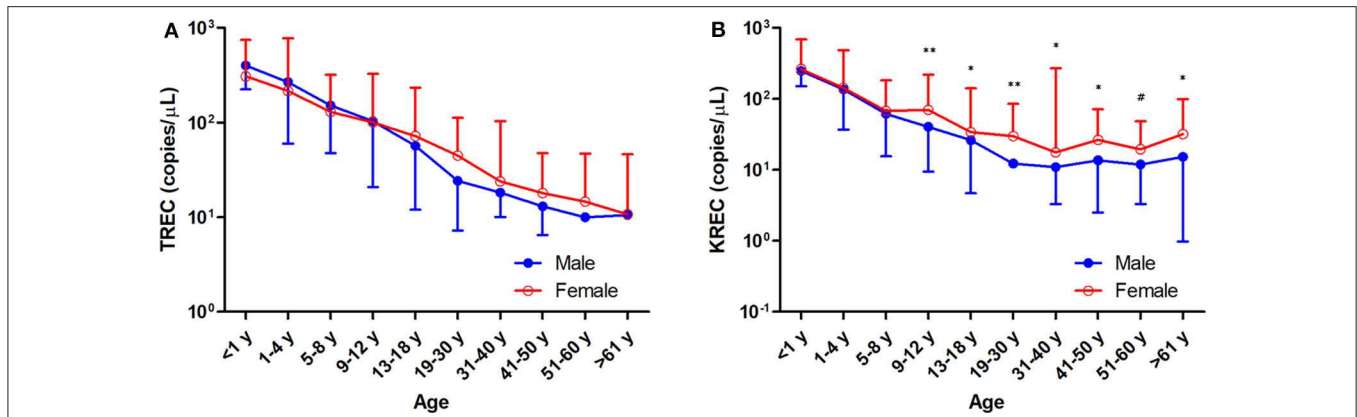 A
TREC (copies/μL)
10³
10²
10¹
10⁰
Male
Female
<1 y
1-4 y
5-8 y
9-12 y
13-18 y
19-30 y
31-40 y
41-50 y
51-60 y
>61 y
Age
B
KREC (copies/μL)
10³
10²
10¹
10⁰
10⁻¹
**
*
**
*
*
#
*
Male
Female
<1 y
1-4 y
5-8 y
9-12 y
13-18 y
19-30 y
31-40 y
41-50 y
51-60 y
>61 y
Age